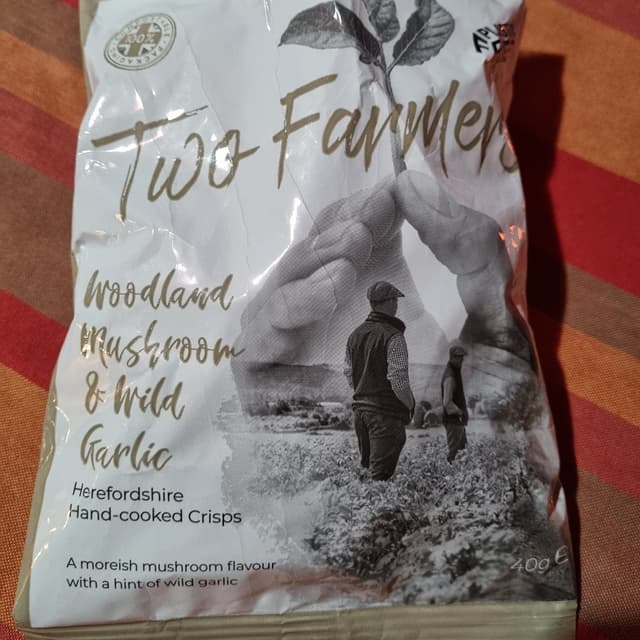 100%
Two Farmers
Woodland
Mushroom
& Wild
Garlic
Herefordshire
Hand-cooked Crisps
A moreish mushroom flavour
with a hint of wild garlic
40g e